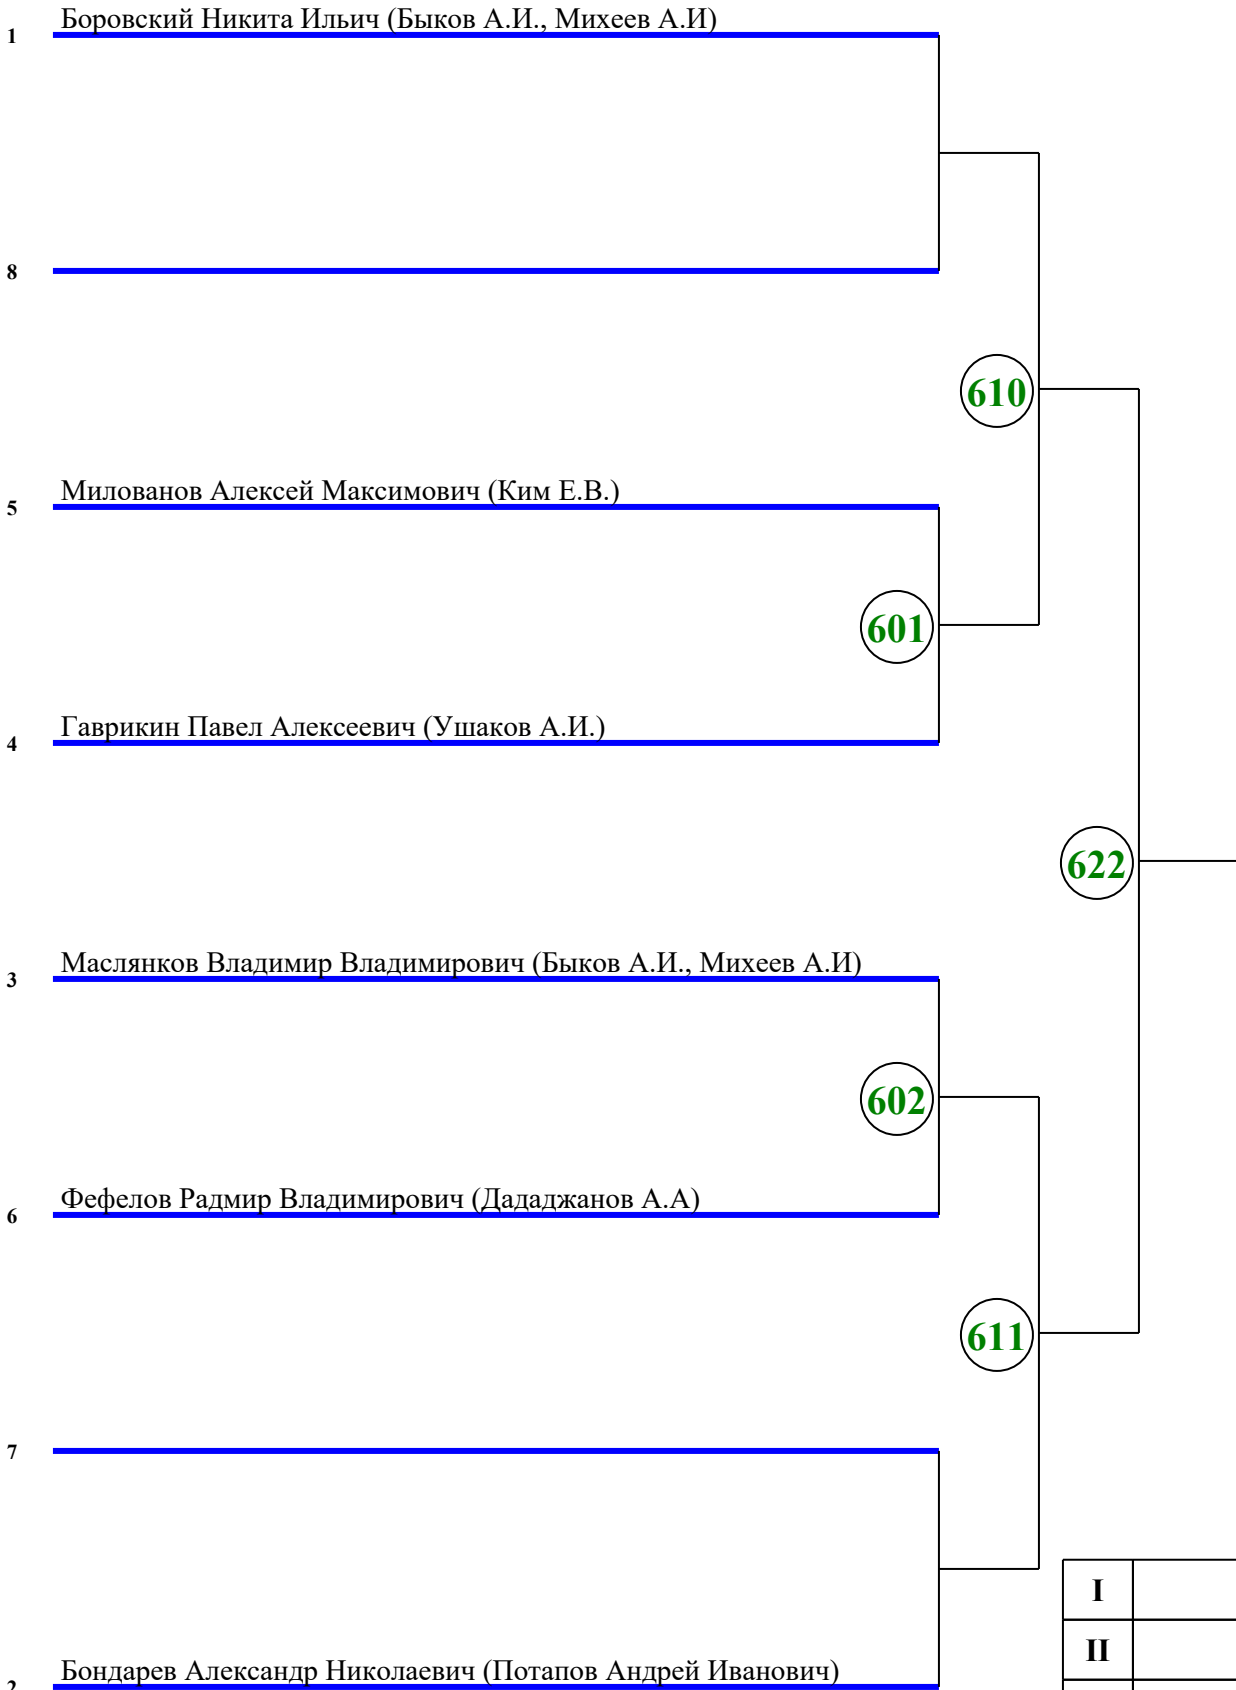 Боровский Никита Ильич (Быков А.И., Михеев А.И)
1
8
610
Милованов Алексей Максимович (Ким Е.В.)
5
601
Гаврикин Павел Алексеевич (Ушаков А.И.)
4
622
Маслянков Владимир Владимирович (Быков А.И., Михеев А.И)
3
602
Фефелов Радмир Владимирович (Дададжанов А.А)
6
611
7
I
II
Бондарев Александр Николаевич (Потапов Андрей Иванович)
2